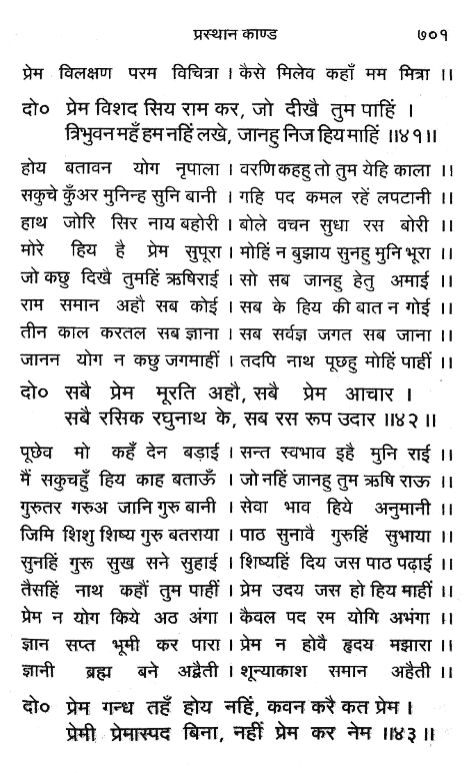 प्रस्थान काण्ड ७०१
प्रेम विलक्षण परम विचित्रा । कैसे मिलेव कहाँ मम मित्रा ।।
दो० प्रेम विशद सिय राम कर, जो दीखै तुम पाहिं ।
त्रिभुवन महँ हम नहिं लखे, जानहु निज हिय माहिं ।।४१।।
होय बतावन योग नृपाला । वरणि कहहु तो तुम येहि काला ।।
सकुचे कुँअर मुनिन्ह सुनि बानी । गहि पद कमल रहें लपटानी ।।
हाथ जोरि सिर नाय बहोरी । बोले वचन सुधा रस बोरी ।।
मोरे हिय है प्रेम सुपूरा । मोहिं न बुझाय सुनहु मुनि भूरा ।।
जो कछु दिखै तुमहिं ऋषिराई । सो सब जानहु हेतु अमाई ।।
राम समान अहौ सब कोई । सब के हिय की बात न गोई ।।
तीन काल करतल सब ज्ञाना । सब सर्वज्ञ जगत सब जाना ।।
जानन योग न कछु जगमाहीं । तदपि नाथ पूछहु मोहिं पाहीं ।।
दो० सबै प्रेम मूरति अहौ, सबै प्रेम आचार ।
सबै रसिक रघुनाथ के, सब रस रूप उदार ।।४२।।
पूछेव मो कहँ देन बड़ाई । सन्त स्वभाव इहै मुनि राई ।।
मैं सकुचहुँ हिय काह बताऊँ । जो नहिं जानहु तुम ऋषि राऊ ।।
गुरुतर गरुअ जानि गुरु बानी । सेवा भाव हिये अनुमानी ।।
जिमि शिशु शिष्य गुरु बतराया । पाठ सुनावै गुरुहिं सुभाया ।।
सुनहिं गुरू सुख सने सुहाई । शिष्यहिं दिय जस पाठ पढ़ाई ।।
तैसहिं नाथ कहौं तुम पाहीं । प्रेम उदय जस हो हिय माहीं ।।
प्रेम न योग किये अठ अंगा । कैवल पद रम योगि अभंगा ।।
ज्ञान सप्त भूमी कर पारा । प्रेम न होवै हृदय मझारा ।।
ज्ञानी ब्रह्म बने अद्वैती । शून्याकाश समान अहैती ।।
दो० प्रेम गन्ध तहँ होय नहिं, कवन करै कत प्रेम ।
प्रेमी प्रेमास्पद बिना, नहीं प्रेम कर नेम ।।४३।।